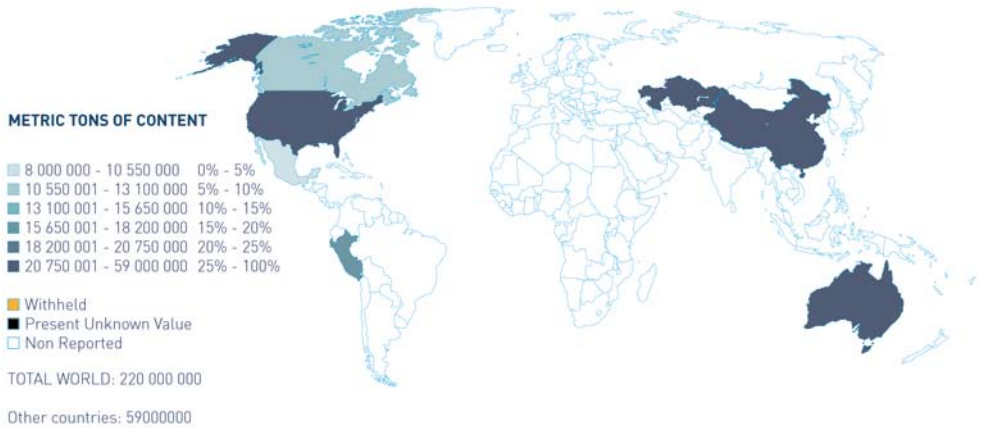 METRIC TONS OF CONTENT
8 000 000 - 10 550 000 0% - 5%
10 550 001 - 13 100 000 5% - 10%
13 100 001 - 15 650 000 10% - 15%
15 650 001 - 18 200 000 15% - 20%
18 200 001 - 20 750 000 20% - 25%
20 750 001 - 59 000 000 25% - 100%
Withheld
Present Unknown Value
Non Reported
TOTAL WORLD: 220 000 000
Other countries: 59000000